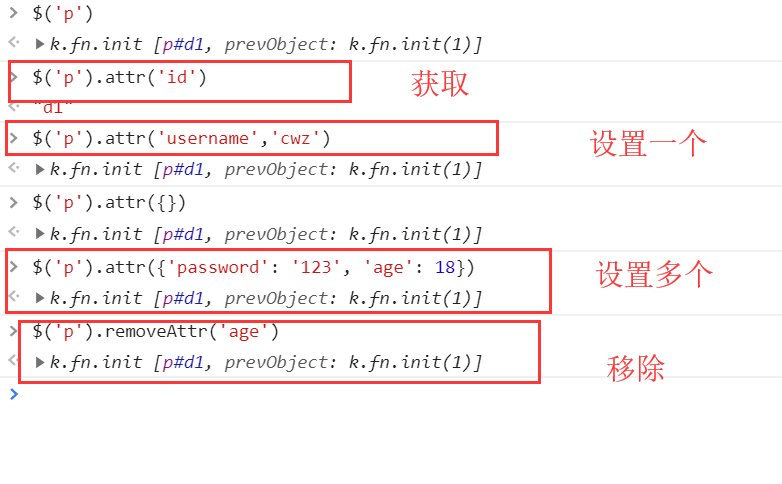 $('p')
k.fn.init [p#d1, prevObject: k.fn.init(1)]
$('p').attr('id') 获取
"d1"
$('p').attr('username','cwz') 设置一个
k.fn.init [p#d1, prevObject: k.fn.init(1)]
$('p').attr({})
k.fn.init [p#d1, prevObject: k.fn.init(1)]
$('p').attr({'password': '123', 'age': 18}) 设置多个
k.fn.init [p#d1, prevObject: k.fn.init(1)]
$('p').removeAttr('age')
k.fn.init [p#d1, prevObject: k.fn.init(1)] 移除